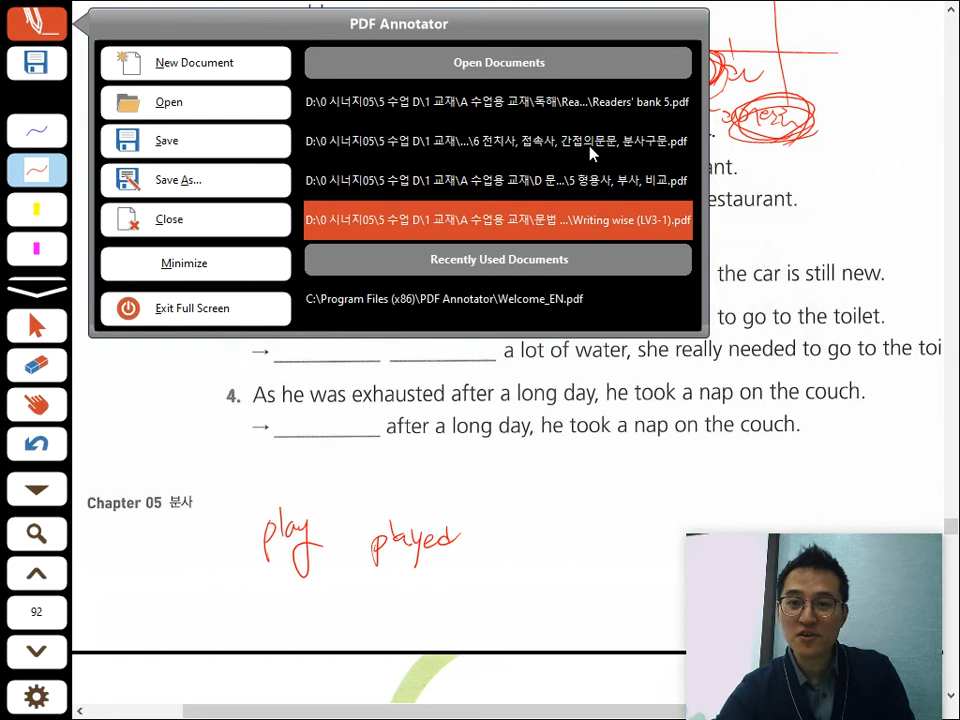 PDF Annotator
New Document
Open
Save
Save As...
Close
Minimize
Exit Full Screen
Open Documents
D:\0 시너지05\5 수업 D\1 교재\A 수업용 교재\독해\Rea...\Readers' bank 5.pdf
D:\0 시너지05\5 수업 D\1 교재\...\6 전치사, 접속사, 간접의문문, 분사구문.pdf
D:\0 시너지05\5 수업 D\1 교재\A 수업용 교재\D 문...\5 형용사, 부사, 비교.pdf
D:\0 시너지05\5 수업 D\1 교재\A 수업용 교재\문법 ...\Writing wise (LV3-1).pdf
Recently Used Documents
C:\Program Files (x86)\PDF Annotator\Welcome_EN.pdf
ant.
estaurant.
the car is still new.
to go to the toilet.
→ ____________ ____________ a lot of water, she really needed to go to the toi
4. As he was exhausted after a long day, he took a nap on the couch.
→ ____________ after a long day, he took a nap on the couch.
Chapter 05 분사
play played
92